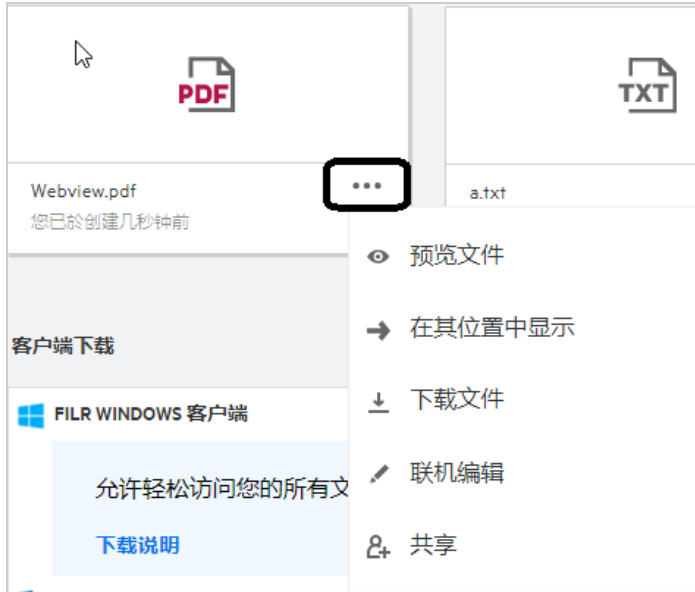 PDF
TXT
Webview.pdf
a.txt
您已於创建几秒钟前
预览文件
在其位置中显示
下载文件
联机编辑
共享
客户端下载
FILR WINDOWS 客户端
允许轻松访问您的所有文
下载说明